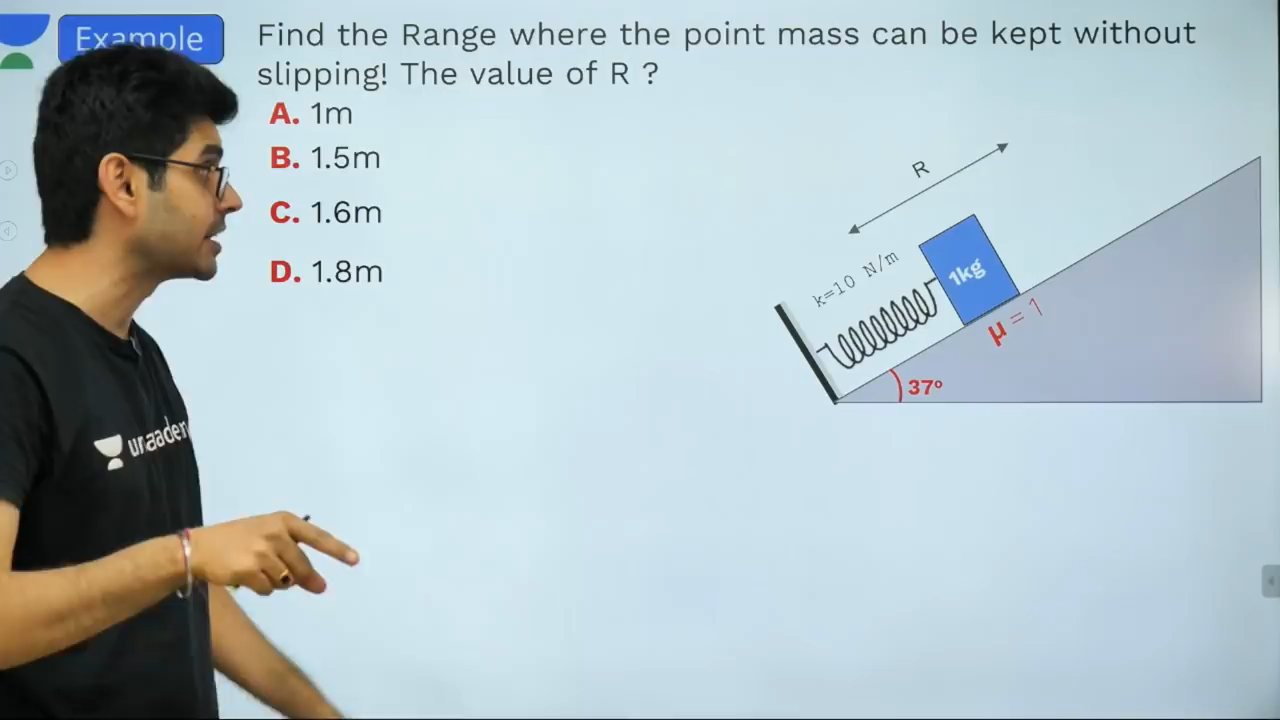 Example
Find the Range where the point mass can be kept without
slipping! The value of R ?
A. 1m
B. 1.5m
C. 1.6m
D. 1.8m
R
k=10 N/m
1kg
μ = 1
37º